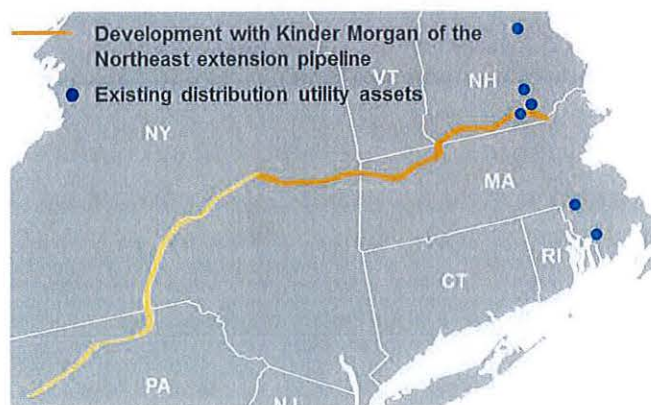 Development with Kinder Morgan of the
Northeast extension pipeline
Existing distribution utility assets
VT
NH
NY
MA
RI
CT
PA
NJ